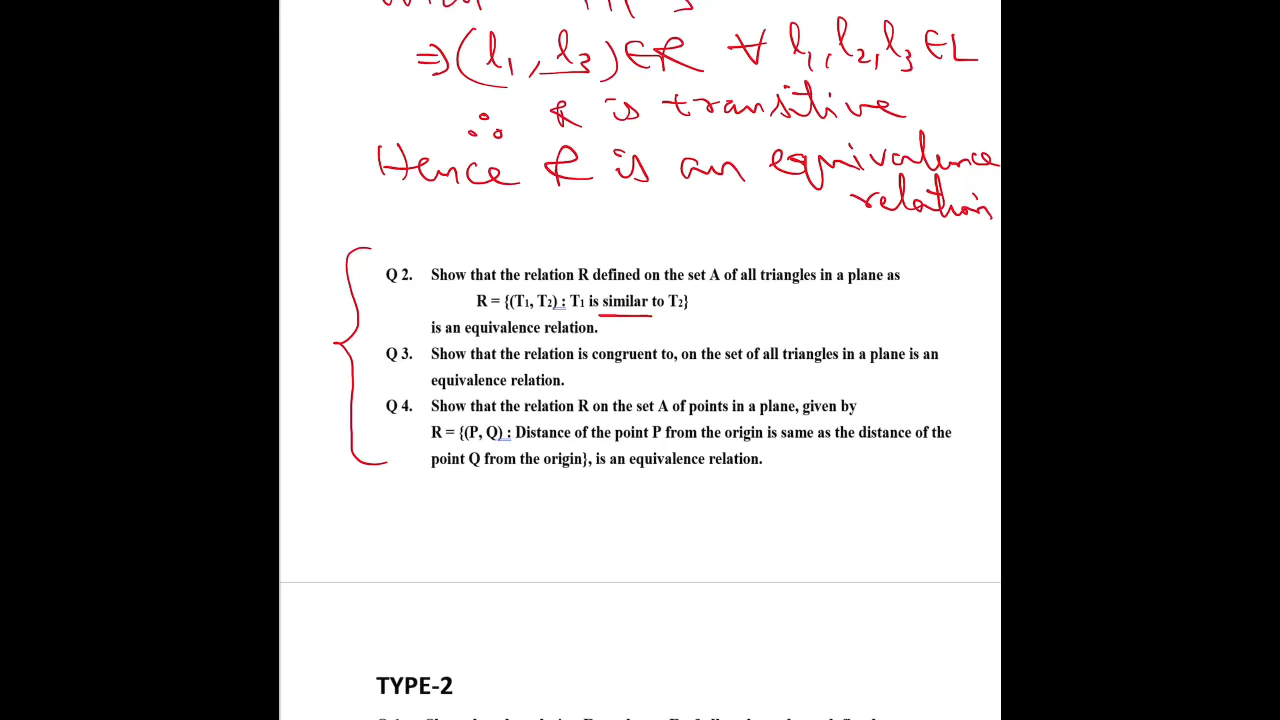 ⇒ (l₁, l₃) ∈ R ∀ l₁, l₂, l₃ ∈ L
∴ R is transitive
Hence R is an equivalence
relation
Q 2. Show that the relation R defined on the set A of all triangles in a plane as
R = {(T₁, T₂) : T₁ is similar to T₂}
is an equivalence relation.
Q 3. Show that the relation is congruent to, on the set of all triangles in a plane is an
equivalence relation.
Q 4. Show that the relation R on the set A of points in a plane, given by
R = {(P, Q) : Distance of the point P from the origin is same as the distance of the
point Q from the origin}, is an equivalence relation.
TYPE-2